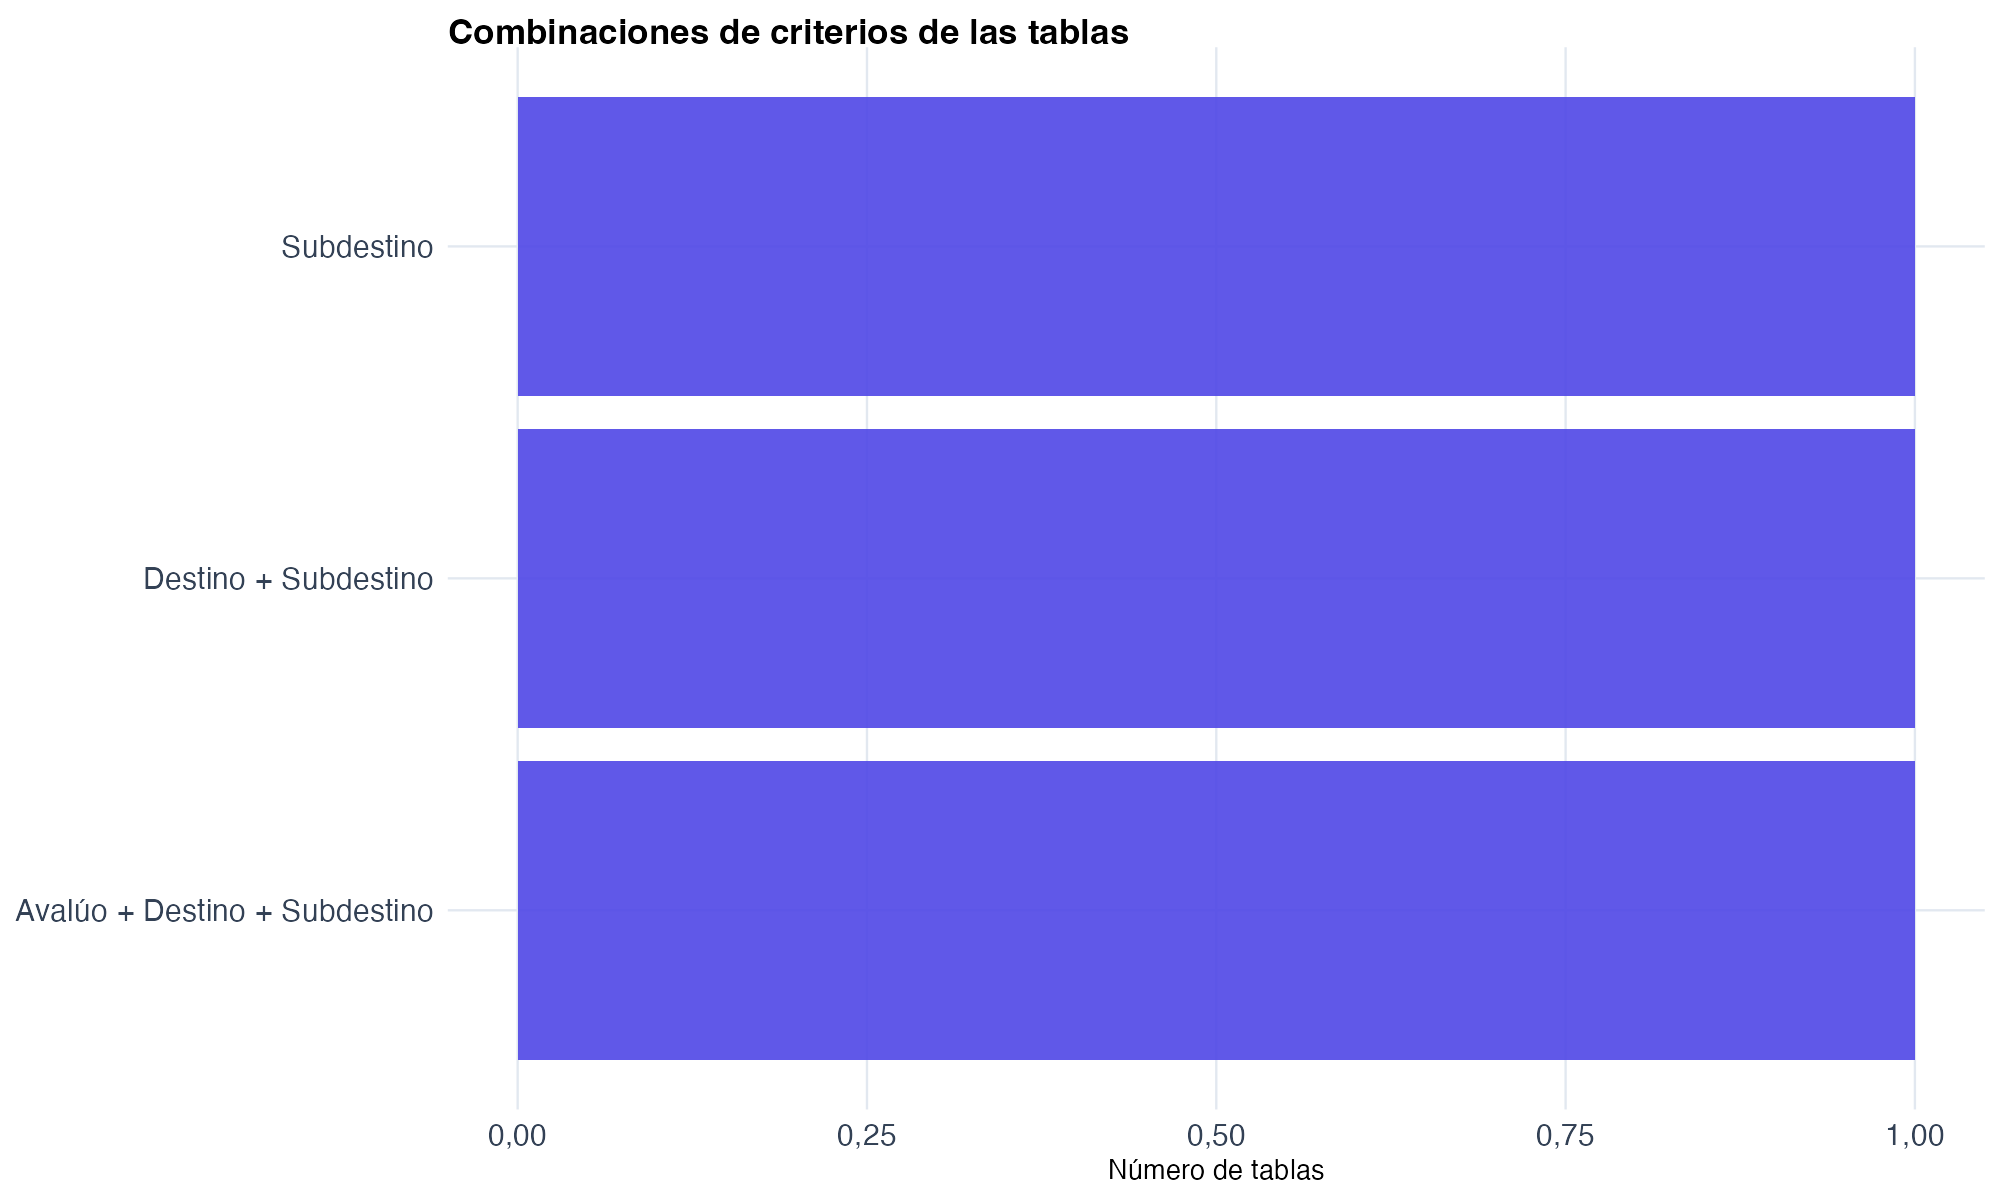 Combinaciones de criterios de las tablas
Subdestino
Destino + Subdestino
Avalúo + Destino + Subdestino
0,00
0,25
0,50
0,75
1,00
Número de tablas